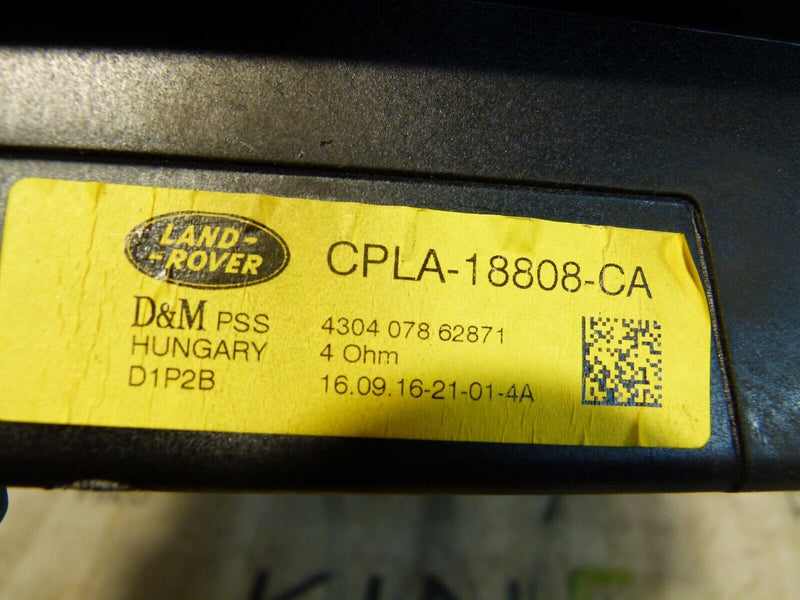 LAND-
-ROVER
CPLA-18808-CA
D&M PSS
4304 078 62871
HUNGARY
4 Ohm
D1P2B
16.09.16-21-01-4A